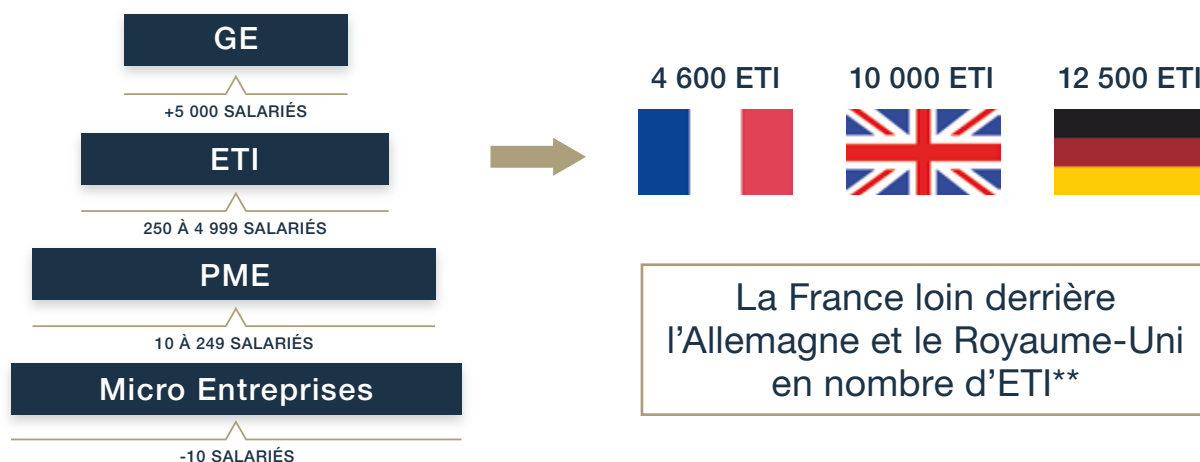 GE
+5 000 SALARIÉS
ETI
250 À 4 999 SALARIÉS
PME
10 À 249 SALARIÉS
Micro Entreprises
-10 SALARIÉS
4 600 ETI
10 000 ETI
12 500 ETI
La France loin derrière
l’Allemagne et le Royaume-Uni
en nombre d’ETI**